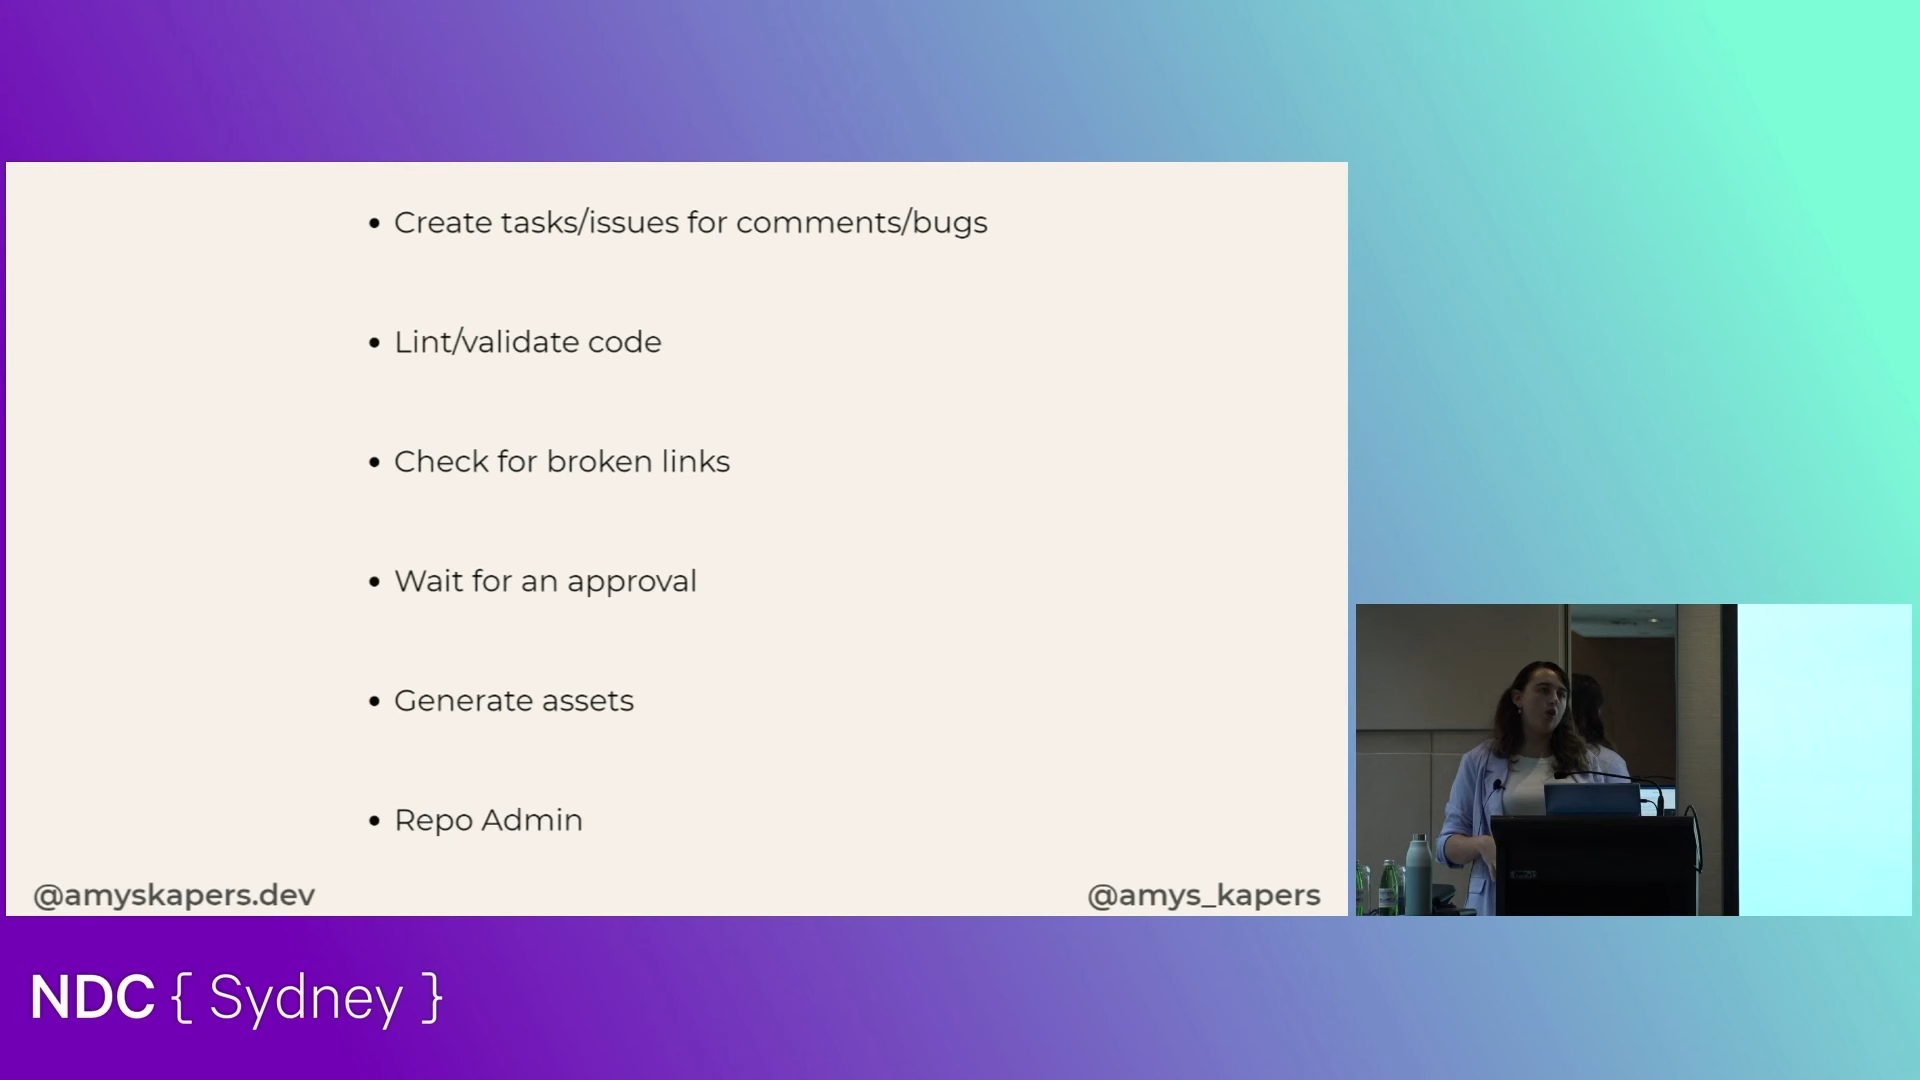 Create tasks/issues for comments/bugs
Lint/validate code
Check for broken links
Wait for an approval
Generate assets
Repo Admin
@amyskapers.dev
@amys_kapers
NDC { Sydney }